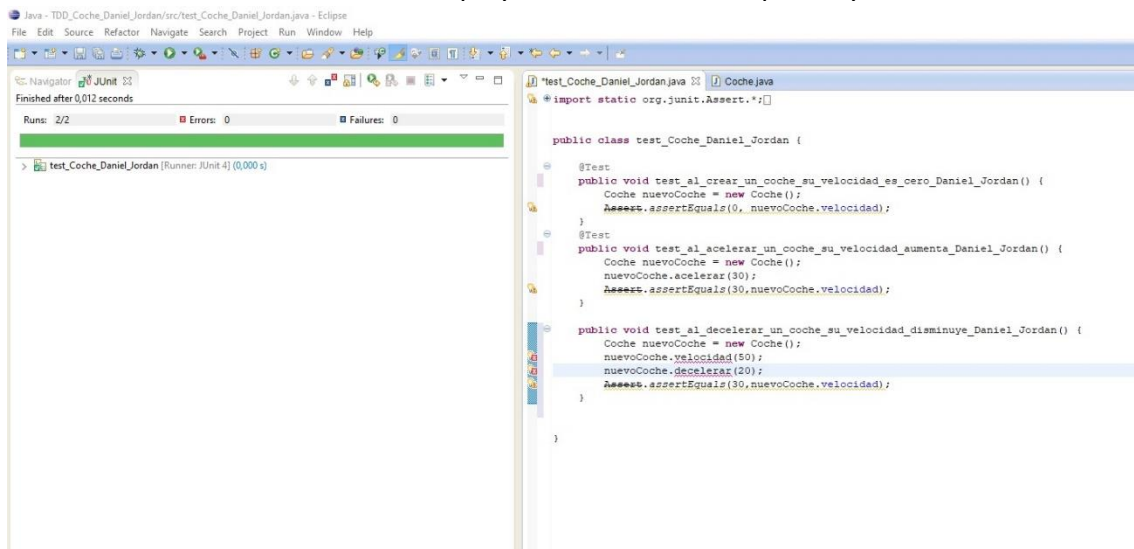 Java - TDD_Coche_Daniel_Jordan/src/test_Coche_Daniel_Jordan.java - Eclipse
File Edit Source Refactor Navigate Search Project Run Window Help
Navigator JUnit
Finished after 0,012 seconds
Runs: 2/2 Errors: 0 Failures: 0
test_Coche_Daniel_Jordan [Runner: JUnit 4] (0,000 s)
*test_Coche_Daniel_Jordan.java Coche.java
import static org.junit.Assert.*;
public class test_Coche_Daniel_Jordan {
@Test
public void test_al_crear_un_coche_su_velocidad_es_cero_Daniel_Jordan() {
Coche nuevoCoche = new Coche();
Assert.assertEquals(0, nuevoCoche.velocidad);
}
@Test
public void test_al_acelerar_un_coche_su_velocidad_aumenta_Daniel_Jordan() {
Coche nuevoCoche = new Coche();
nuevoCoche.acelerar(30);
Assert.assertEquals(30,nuevoCoche.velocidad);
}
public void test_al_decelerar_un_coche_su_velocidad_disminuye_Daniel_Jordan() {
Coche nuevoCoche = new Coche();
nuevoCoche.velocidad(50);
nuevoCoche.decelerar(20);
Assert.assertEquals(30,nuevoCoche.velocidad);
}
}